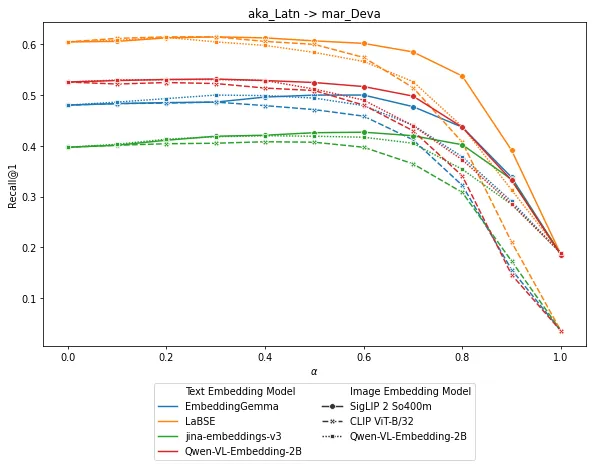 aka_Latn -> mar_Deva
0.6
0.5
0.4
0.3
0.2
0.1
Recall@1
0.0 0.2 0.4 0.6 0.8 1.0
α
Text Embedding Model Image Embedding Model
EmbeddingGemma SigLIP 2 So400m
LaBSE CLIP ViT-B/32
jina-embeddings-v3 Qwen-VL-Embedding-2B
Qwen-VL-Embedding-2B